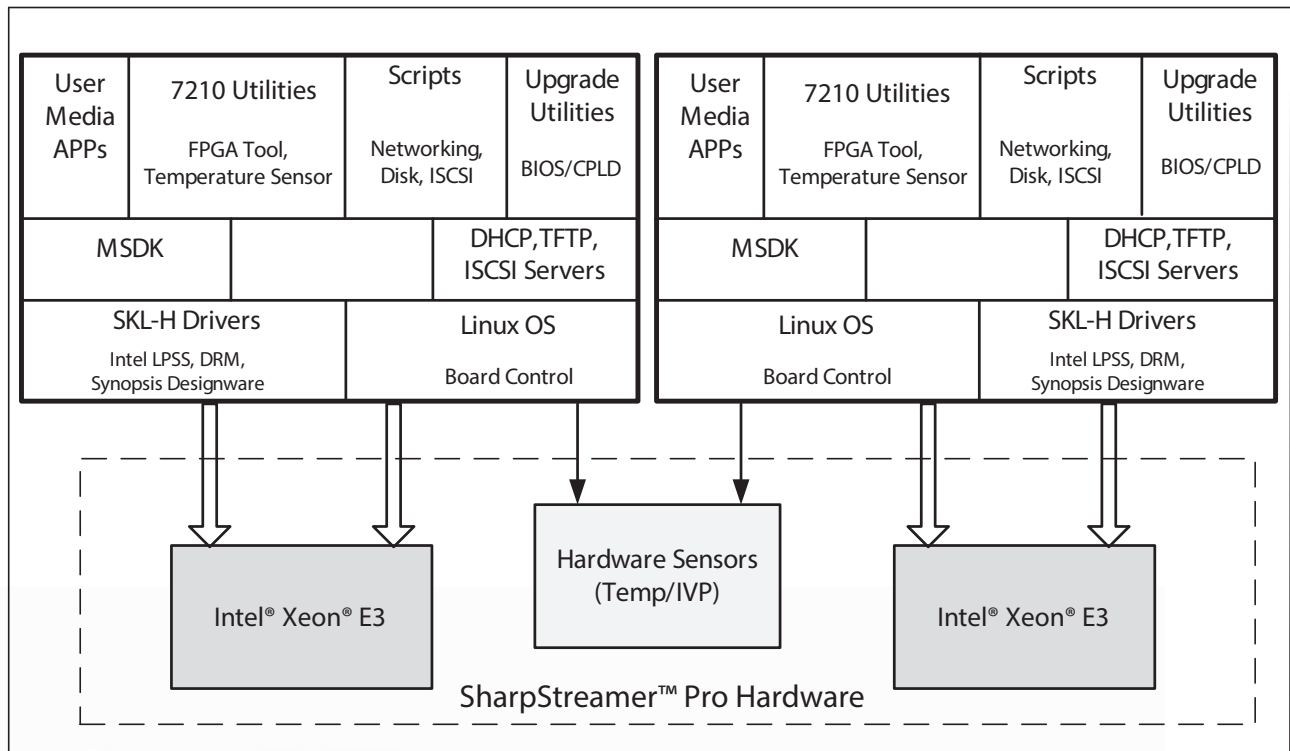 User
Media
APPs
7210 Utilities
FPGA Tool,
Temperature Sensor
Scripts
Networking,
Disk, ISCSI
Upgrade
Utilities
BIOS/CPLD
MSDK
DHCP,TFTP,
ISCSI Servers
SKL-H Drivers
Intel LPSS, DRM,
Synopsis Designware
Linux OS
Board Control
User
Media
APPs
7210 Utilities
FPGA Tool,
Temperature Sensor
Scripts
Networking,
Disk, ISCSI
Upgrade
Utilities
BIOS/CPLD
MSDK
DHCP,TFTP,
ISCSI Servers
Linux OS
Board Control
SKL-H Drivers
Intel LPSS, DRM,
Synopsis Designware
Intel® Xeon® E3
Hardware Sensors
(Temp/IVP)
Intel® Xeon® E3
SharpStreamer™ Pro Hardware